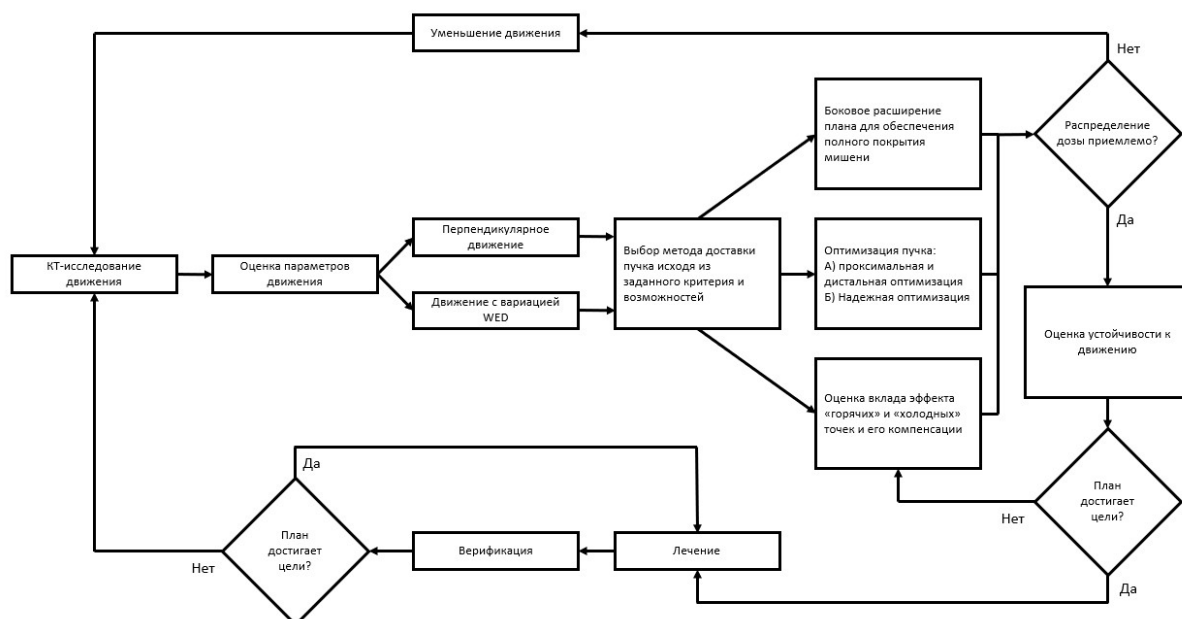 Уменьшение движения
Нет
Боковое расширение
плана для обеспечения
полного покрытия
мишени
Распределение
дозы приемлемо?
Да
КТ-исследование
движения
Оценка параметров
движения
Перпендикулярное
движение
Движение с вариацией
WED
Выбор метода доставки
пучка исходя из
заданного критерия и
возможностей
Оптимизация пучка:
А) проксимальная и
дистальная оптимизация
Б) Надежная оптимизация
Оценка устойчивости к
движению
Оценка вклада эффекта
«горячих» и «холодных»
точек и его компенсации
План
достигает
цели?
Нет
Да
Да
План
достигает
цели?
Нет
Верификация
Лечение